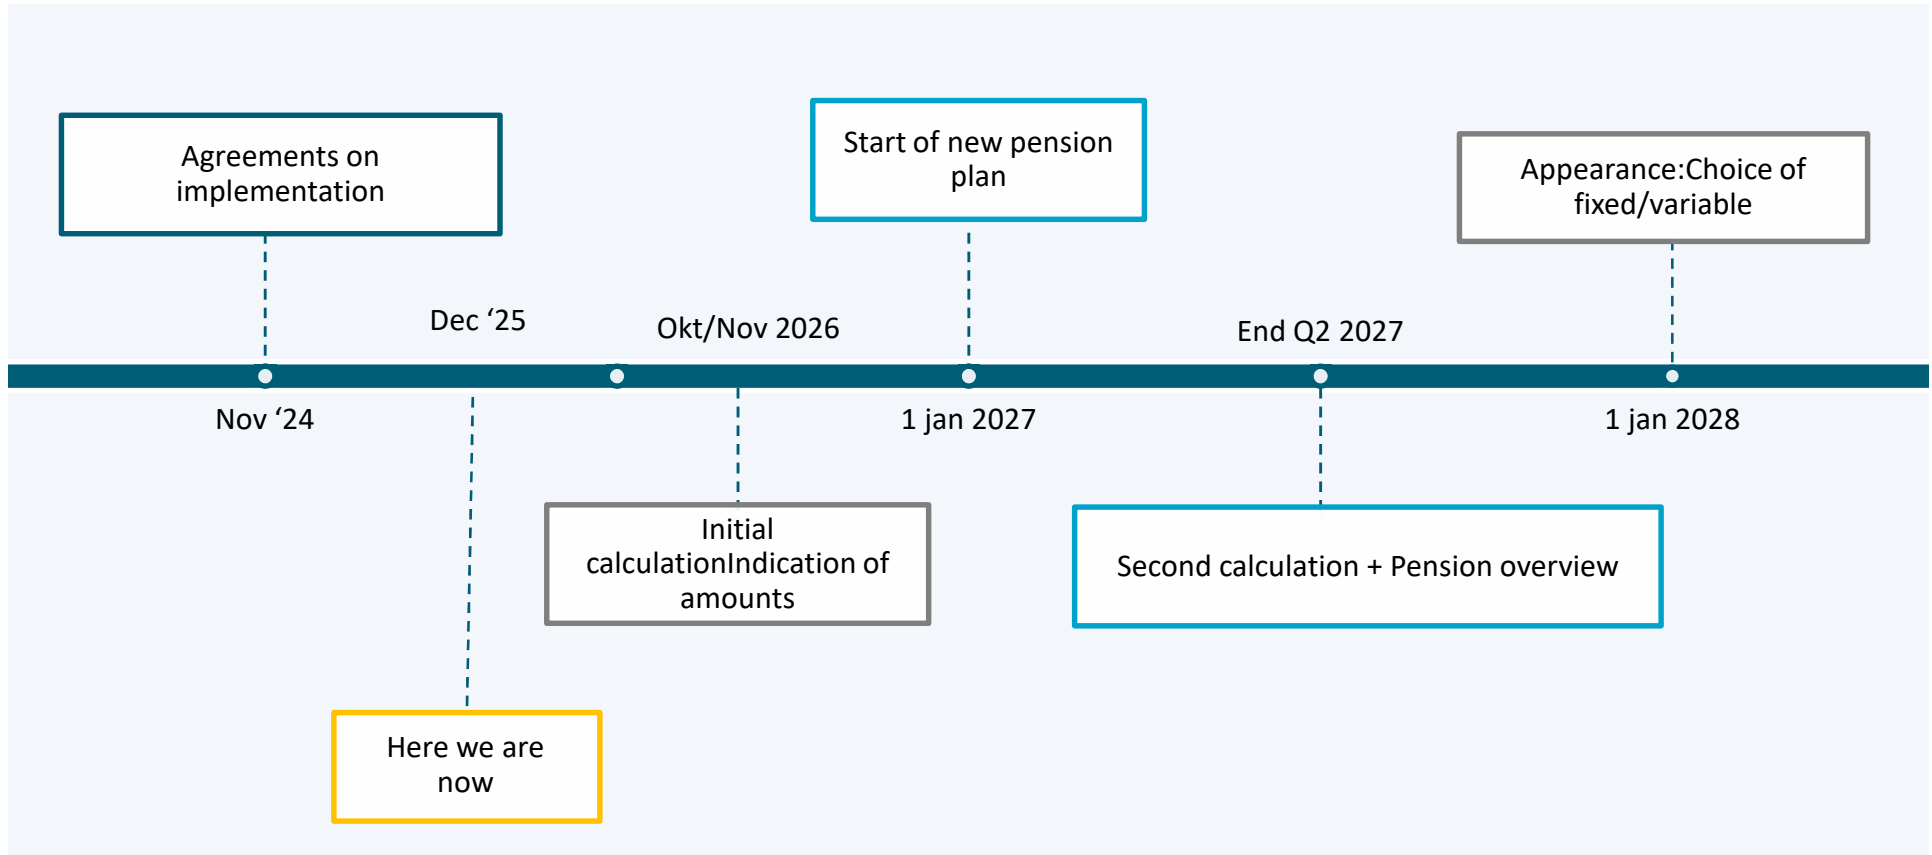 Agreements on
implementation
Start of new pension
plan
Appearance:Choice of
fixed/variable
Dec ‘25
Okt/Nov 2026
End Q2 2027
Nov ‘24
1 jan 2027
1 jan 2028
Initial
calculationIndication of
amounts
Second calculation + Pension overview
Here we are
now